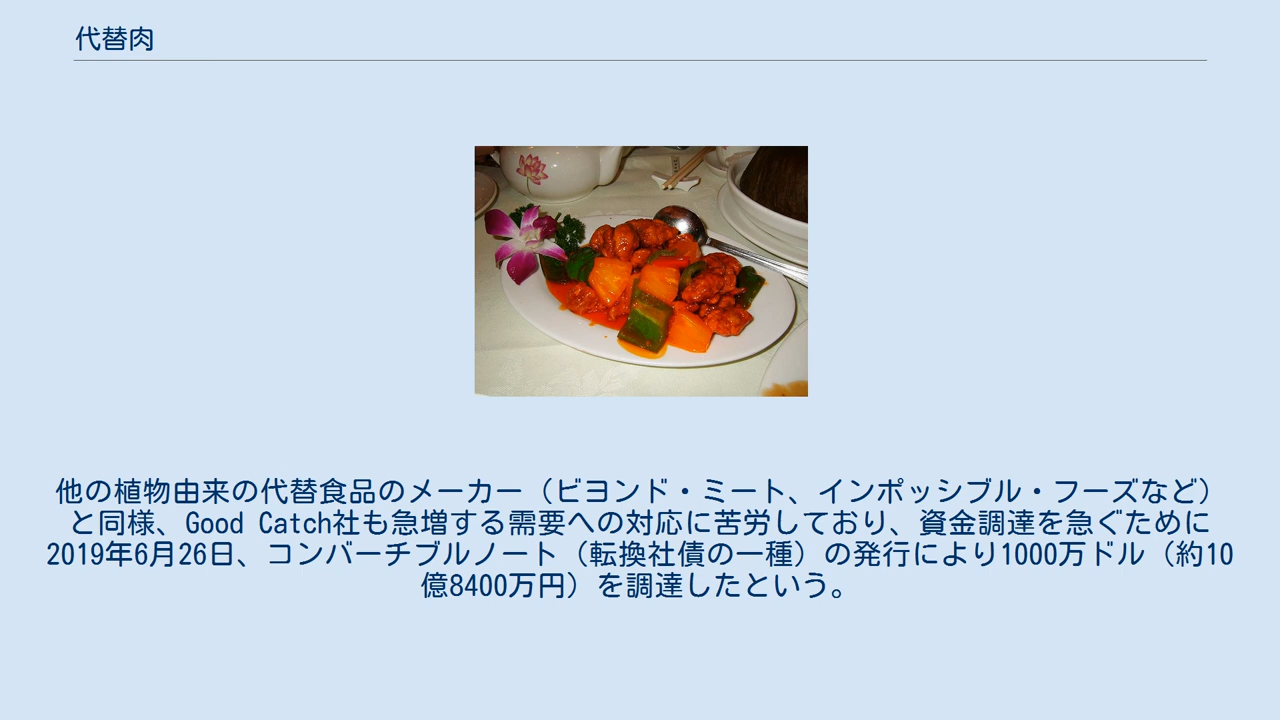 代替肉
他の植物由来の代替食品のメーカー（ビヨンド・ミート、インポッシブル・フーズなど）
と同様、Good Catch社も急増する需要への対応に苦労しており、資金調達を急ぐために
2019年6月26日、コンバーチブルノート（転換社債の一種）の発行により1000万ドル（約10
億8400万円）を調達したという。